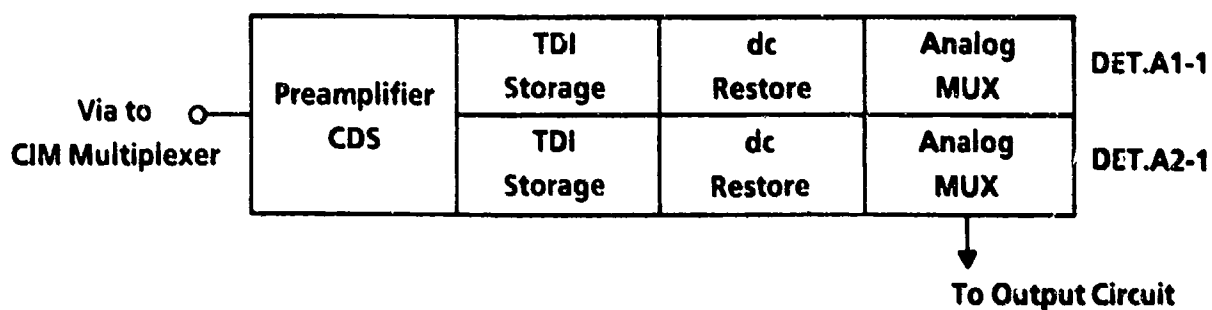 Via to
CIM Multiplexer
Preamplifier
CDS
TDI
Storage
dc
Restore
Analog
MUX
DET.A1-1
TDI
Storage
dc
Restore
Analog
MUX
DET.A2-1
To Output Circuit